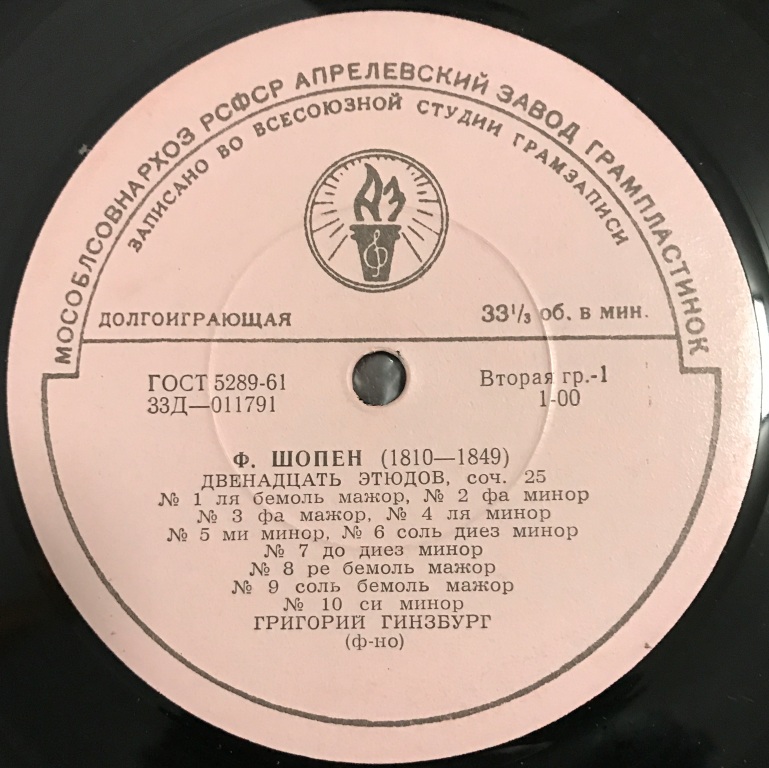 МОСОБЛСОВНАРХОЗ РСФСР АПРЕЛЕВСКИЙ ЗАВОД ГРАМПЛАСТИНОК
ЗАПИСАНО ВО ВСЕСОЮЗНОЙ СТУДИИ ГРАМЗАПИСИ
АЗ
ДОЛГОИГРАЮЩАЯ 33⅓ об. в мин.
ГОСТ 5289-61 Вторая гр.-1
33Д—011791 1-00
Ф. ШОПЕН (1810—1849)
ДВЕНАДЦАТЬ ЭТЮДОВ, соч. 25
№ 1 ля бемоль мажор, № 2 фа минор
№ 3 фа мажор, № 4 ля минор
№ 5 ми минор, № 6 соль диез минор
№ 7 до диез минор
№ 8 ре бемоль мажор
№ 9 соль бемоль мажор
№ 10 си минор
ГРИГОРИЙ ГИНЗБУРГ
(ф-но)